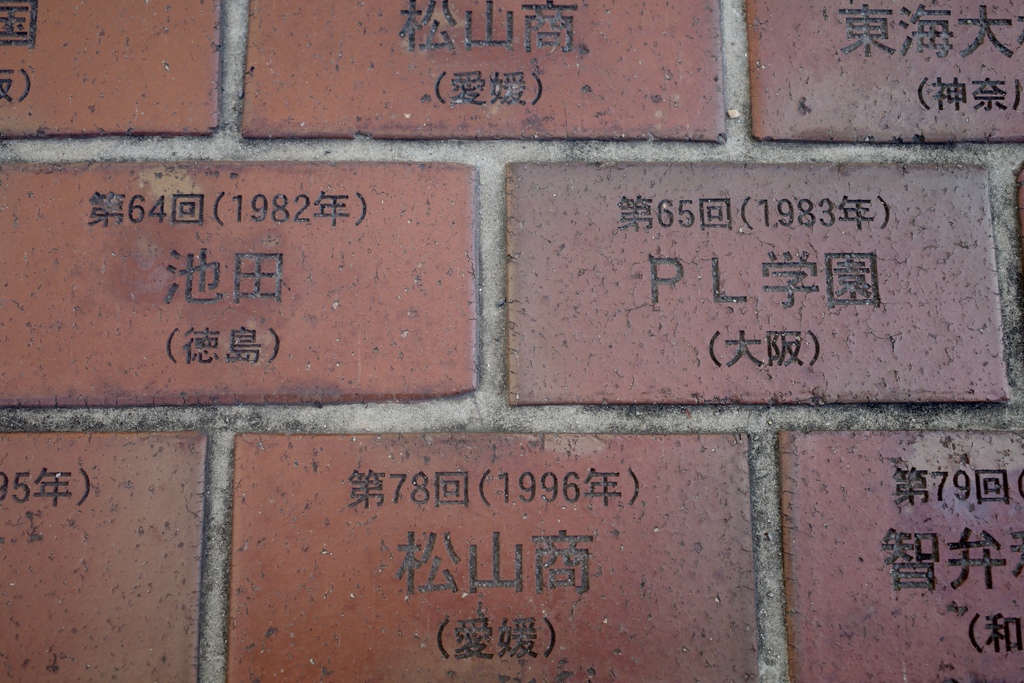 国
松山商
東海大
阪)
(愛媛)
(神奈川
第64回(1982年)
池田
(徳島)
第65回(1983年)
PL学園
(大阪)
95年)
第78回(1996年)
松山商
(愛媛)
第79回(
智弁
(和